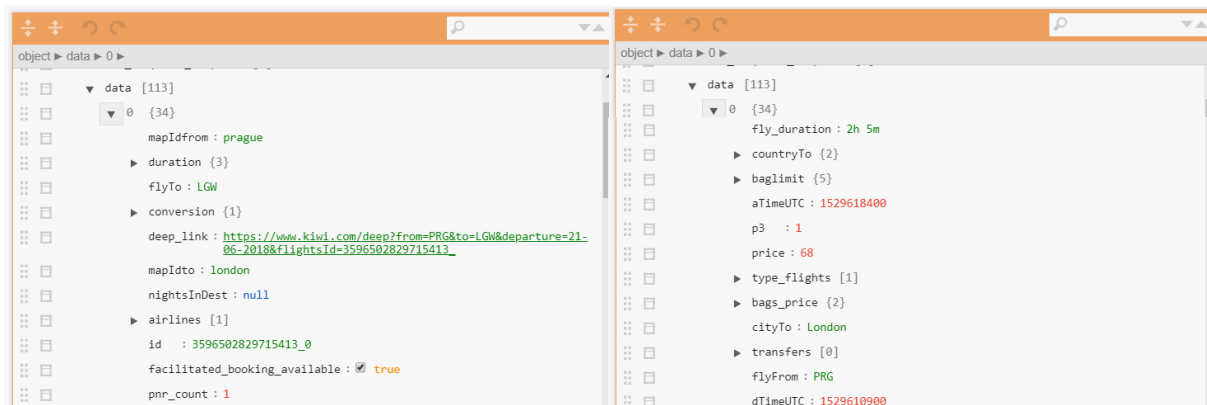 object ► data ► 0 ►
data [113]
0 {34}
mapIdfrom : prague
duration {3}
flyTo : LGW
conversion {1}
deep_link : https://www.kiwi.com/deep?from=PRG&to=LGW&departure=21-
06-2018&flightsId=3596502829715413_
mapIdto : london
nightsInDest : null
airlines [1]
id : 3596502829715413_0
facilitated_booking_available : true
pnr_count : 1
object ► data ► 0 ►
data [113]
0 {34}
fly_duration : 2h 5m
countryTo {2}
baglimit {5}
aTimeUTC : 1529618400
p3 : 1
price : 68
type_flights [1]
bags_price {2}
cityTo : London
transfers [0]
flyFrom : PRG
dTimeUTC : 1529610900